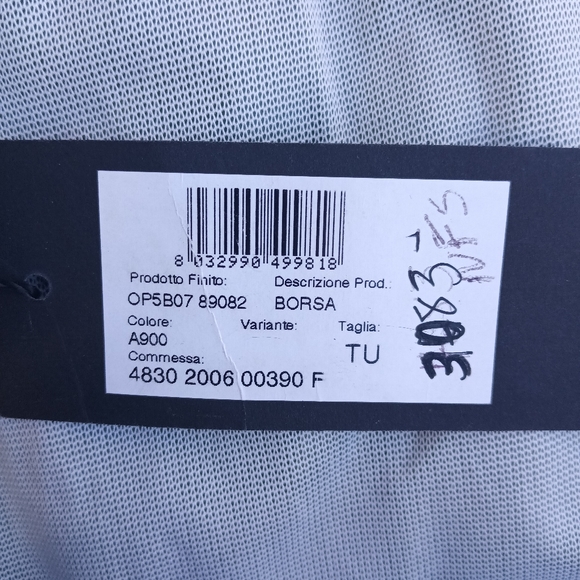 8 032990 499818
Prodotto Finito: Descrizione Prod.:
OP5B07 89082 BORSA
Colore: Variante: Taglia:
A900 TU
Commessa:
4830 2006 00390 F
NFS